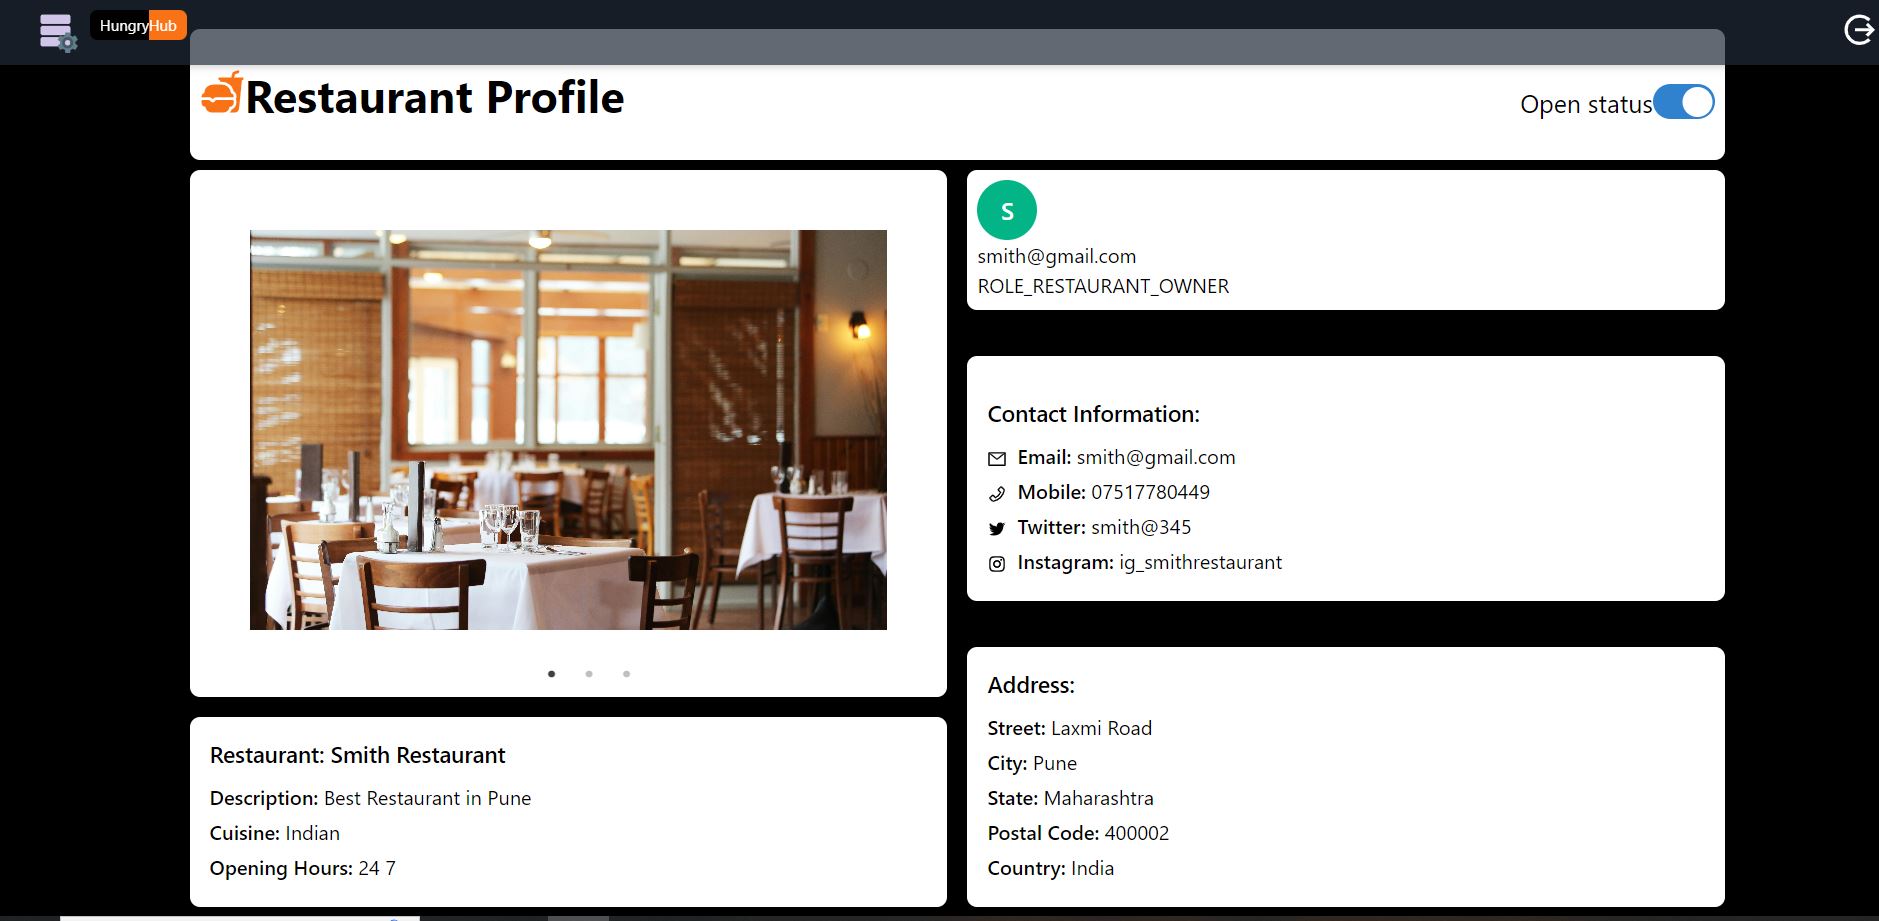 HungryHub
Restaurant Profile
Open status
S
smith@gmail.com
ROLE_RESTAURANT_OWNER
Contact Information:
Email: smith@gmail.com
Mobile: 07517780449
Twitter: smith@345
Instagram: ig_smithrestaurant
Restaurant: Smith Restaurant
Description: Best Restaurant in Pune
Cuisine: Indian
Opening Hours: 24 7
Address:
Street: Laxmi Road
City: Pune
State: Maharashtra
Postal Code: 400002
Country: India